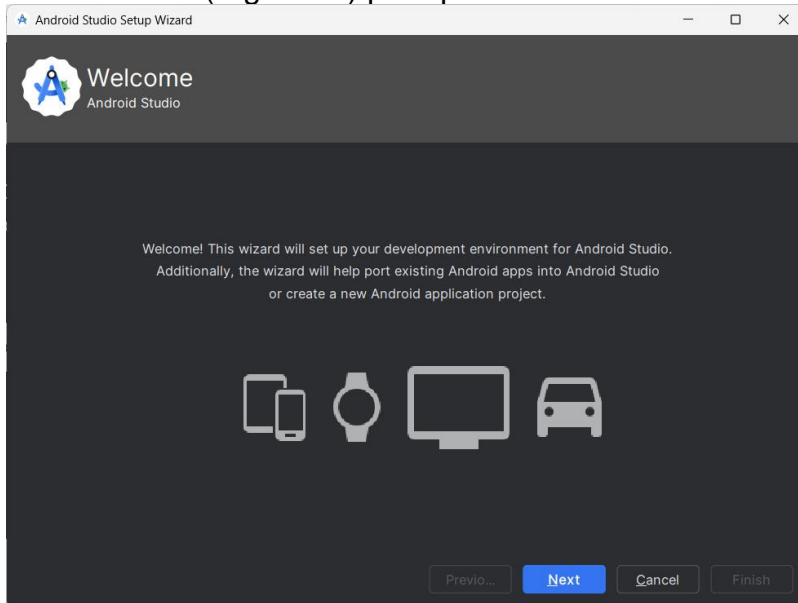 Android Studio Setup Wizard
Welcome
Android Studio
Welcome! This wizard will set up your development environment for Android Studio.
Additionally, the wizard will help port existing Android apps into Android Studio
or create a new Android application project.
Previo... Next Cancel Finish